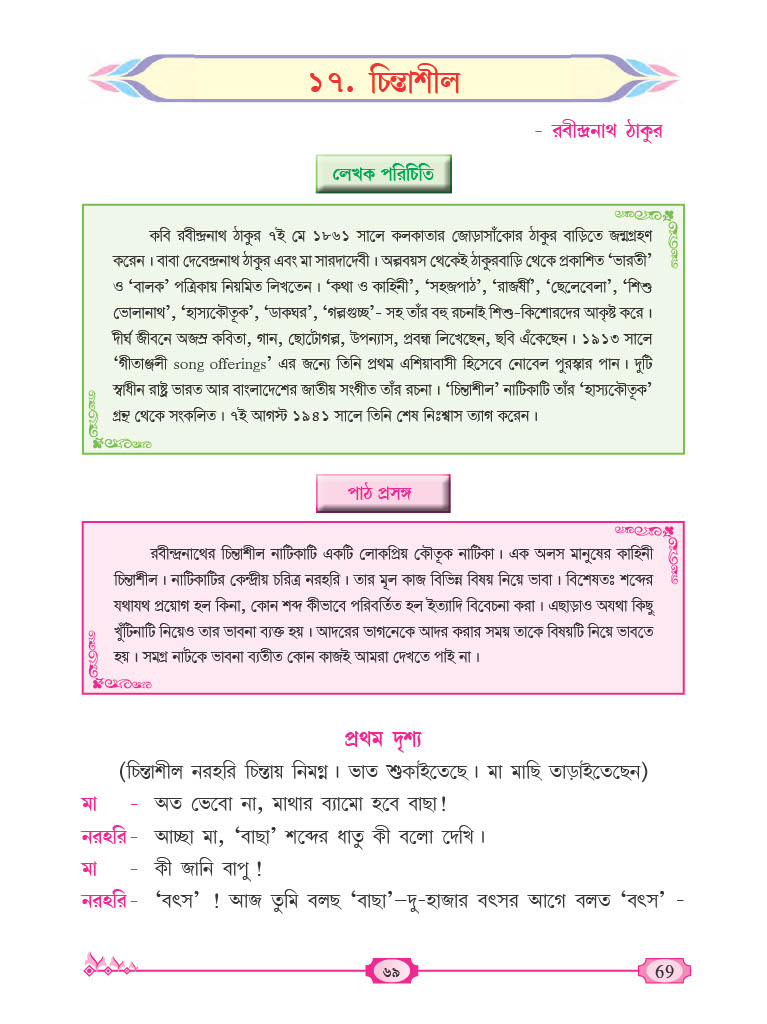 ১৭. চিন্তাশীল
- রবীন্দ্রনাথ ঠাকুর
লেখক পরিচিতি
কবি রবীন্দ্রনাথ ঠাকুর ৭ই মে ১৮৬১ সালে কলকাতার জোড়াসাঁকোর ঠাকুর বাড়িতে জন্মগ্রহণ
করেন। বাবা দেবেন্দ্রনাথ ঠাকুর এবং মা সারদাদেবী। অল্পবয়স থেকেই ঠাকুরবাড়ি থেকে প্রকাশিত ‘ভারতী’
ও ‘বালক’ পত্রিকায় নিয়মিত লিখতেন। ‘কথা ও কাহিনী’, ‘সহজপাঠ’, ‘রাজর্ষী’, ‘ছেলেবেলা’, ‘শিশু
ভোলানাথ’, ‘হাস্যকৌতূক’, ‘ডাকঘর’, ‘গল্পগুচ্ছ’- সহ তাঁর বহু রচনাই শিশু-কিশোরদের আকৃষ্ট করে।
দীর্ঘ জীবনে অজস্র কবিতা, গান, ছোটোগল্প, উপন্যাস, প্রবন্ধ লিখেছেন, ছবি এঁকেছেন। ১৯১৩ সালে
‘গীতাঞ্জলী song offerings’ এর জন্যে তিনি প্রথম এশিয়াবাসী হিসেবে নোবেল পুরস্কার পান। দুটি
স্বাধীন রাষ্ট্র ভারত আর বাংলাদেশের জাতীয় সংগীত তাঁর রচনা। ‘চিন্তাশীল’ নাটিকাটি তাঁর ‘হাস্যকৌতূক’
গ্রন্থ থেকে সংকলিত। ৭ই আগস্ট ১৯৪১ সালে তিনি শেষ নিঃশ্বাস ত্যাগ করেন।
পাঠ প্রসঙ্গ
রবীন্দ্রনাথের চিন্তাশীল নাটিকাটি একটি লোকপ্রিয় কৌতূক নাটিকা। এক অলস মানুষের কাহিনী
চিন্তাশীল। নাটিকাটির কেন্দ্রীয় চরিত্র নরহরি। তার মূল কাজ বিভিন্ন বিষয় নিয়ে ভাবা। বিশেষতঃ শব্দের
যথাযথ প্রয়োগ হল কিনা, কোন শব্দ কীভাবে পরিবর্তিত হল ইত্যাদি বিবেচনা করা। এছাড়াও অযথা কিছু
খুঁটিনাটি নিয়েও তার ভাবনা ব্যক্ত হয়। আদরের ভাগনেকে আদর করার সময় তাকে বিষয়টি নিয়ে ভাবতে
হয়। সমগ্র নাটকে ভাবনা ব্যতীত কোন কাজই আমরা দেখতে পাই না।
প্রথম দৃশ্য
(চিন্তাশীল নরহরি চিন্তায় নিমগ্ন। ভাত শুকাইতেছে। মা মাছি তাড়াইতেছেন)
মা - অত ভেবো না, মাথার ব্যামো হবে বাছা!
নরহরি - আচ্ছা মা, ‘বাছা’ শব্দের ধাতু কী বলো দেখি।
মা - কী জানি বাপু!
নরহরি - ‘বৎস’ ! আজ তুমি বলছ ‘বাছা’–দু-হাজার বৎসর আগে বলত ‘বৎস’ -
৬৯
69